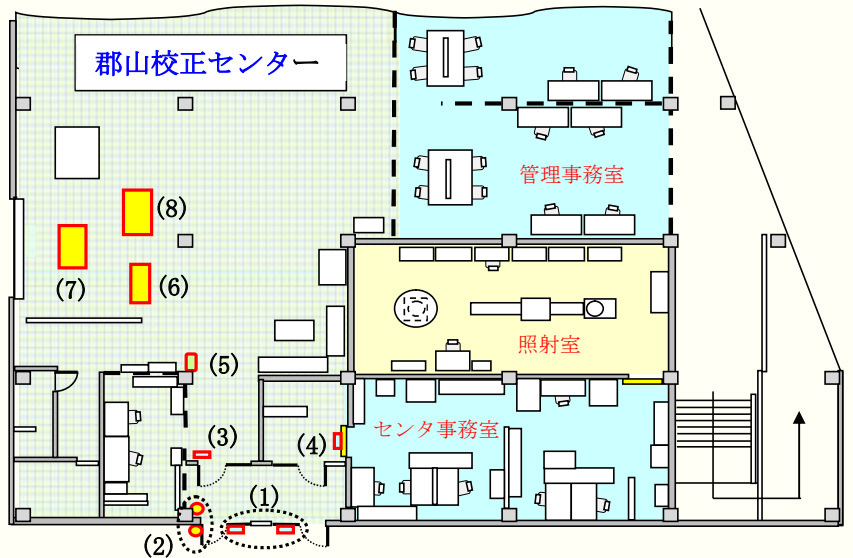 郡山校正センター
管理事務室
(8)
(7)
(6)
照射室
(5)
センタ事務室
(3)
(4)
(1)
(2)